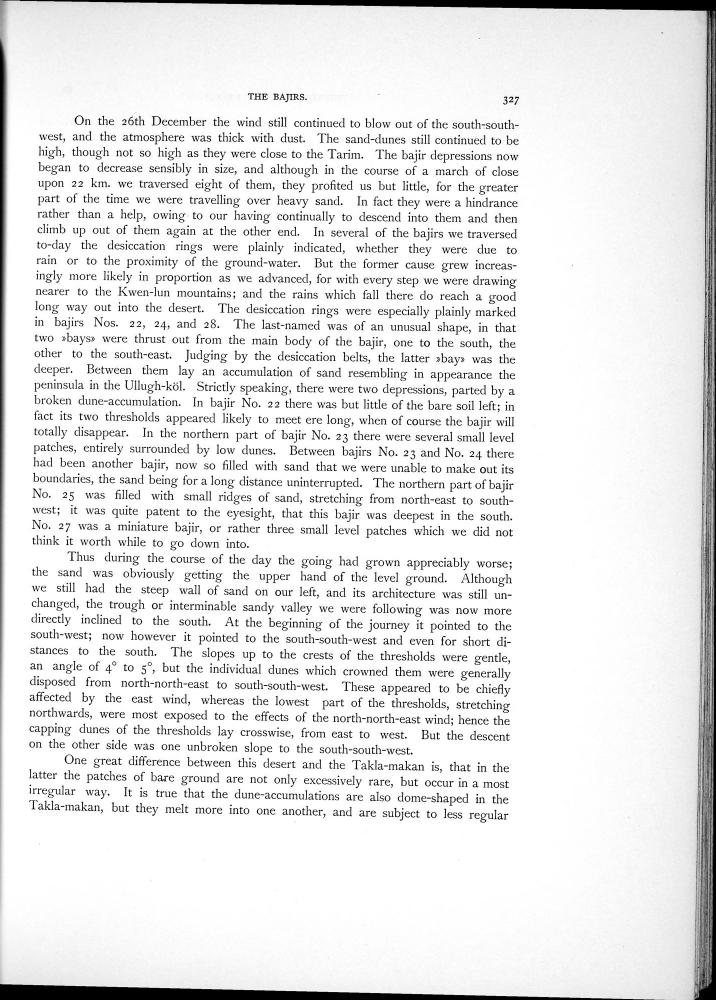 THE BAJIRS.
327
On the 26th December the wind still continued to blow out of the south-south-
west, and the atmosphere was thick with dust. The sand-dunes still continued to be
high, though not so high as they were close to the Tarim. The bajir depressions now
began to decrease sensibly in size, and although in the course of a march of close
upon 22 km. we traversed eight of them, they profited us but little, for the greater
part of the time we were travelling over heavy sand. In fact they were a hindrance
rather than a help, owing to our having continually to descend into them and then
climb up out of them again at the other end. In several of the bajirs we traversed
to-day the desiccation rings were plainly indicated, whether they were due to
rain or to the proximity of the ground-water. But the former cause grew increas-
ingly more likely in proportion as we advanced, for with every step we were drawing
nearer to the Kwen-lun mountains; and the rains which fall there do reach a good
long way out into the desert. The desiccation rings were especially plainly marked
in bajirs Nos. 22, 24, and 28. The last-named was of an unusual shape, in that
two »bays» were thrust out from the main body of the bajir, one to the south, the
other to the south-east. Judging by the desiccation belts, the latter »bay» was the
deeper. Between them lay an accumulation of sand resembling in appearance the
peninsula in the Ullugh-köl. Strictly speaking, there were two depressions, parted by a
broken dune-accumulation. In bajir No. 22 there was but little of the bare soil left; in
fact its two thresholds appeared likely to meet ere long, when of course the bajir will
totally disappear. In the northern part of bajir No. 23 there were several small level
patches, entirely surrounded by low dunes. Between bajirs No. 23 and No. 24 there
had been another bajir, now so filled with sand that we were unable to make out its
boundaries, the sand being for a long distance uninterrupted. The northern part of bajir
No. 25 was filled with small ridges of sand, stretching from north-east to south-
west; it was quite patent to the eyesight, that this bajir was deepest in the south.
No. 27 was a miniature bajir, or rather three small level patches which we did not
think it worth while to go down into.
Thus during the course of the day the going had grown appreciably worse;
the sand was obviously getting the upper hand of the level ground. Although
we still had the steep wall of sand on our left, and its architecture was still un-
changed, the trough or interminable sandy valley we were following was now more
directly inclined to the south. At the beginning of the journey it pointed to the
south-west; now however it pointed to the south-south-west and even for short di-
stances to the south. The slopes up to the crests of the thresholds were gentle,
an angle of 4° to 5°, but the individual dunes which crowned them were generally
disposed from north-north-east to south-south-west. These appeared to be chiefly
affected by the east wind, whereas the lowest part of the thresholds, stretching
northwards, were most exposed to the effects of the north-north-east wind; hence the
capping dunes of the thresholds lay crosswise, from east to west. But the descent
on the other side was one unbroken slope to the south-south-west.
One great difference between this desert and the Takla-makan is, that in the
latter the patches of bare ground are not only excessively rare, but occur in a most
irregular way. It is true that the dune-accumulations are also dome-shaped in the
Takla-makan, but they melt more into one another, and are subject to less regular